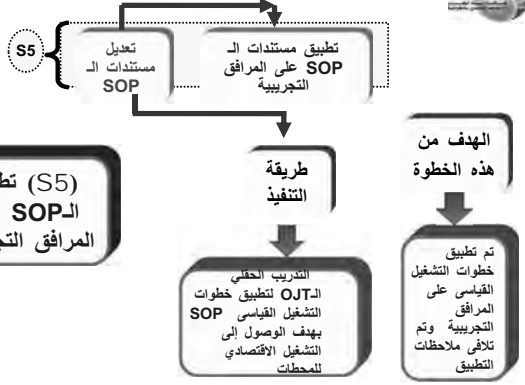 S5
تعديل
مستندات الـ
SOP
تطبيق مستندات الـ
SOP على المرافق
التجريبية
الهدف من
هذه الخطوة
طريقة
التنفيذ
(S5)
الـSOP
المرافق
تم تطبيق
خطوات التشغيل
القياسى على
المرافق
التجريبية وتم
تلافى ملاحظات
التطبيق
التدريب الحقلي
الـOJT لتطبيق خطوات
التشغيل القياسى SOP
بهدف الوصول إلى
التشغيل الاقتصادي
للمحطات